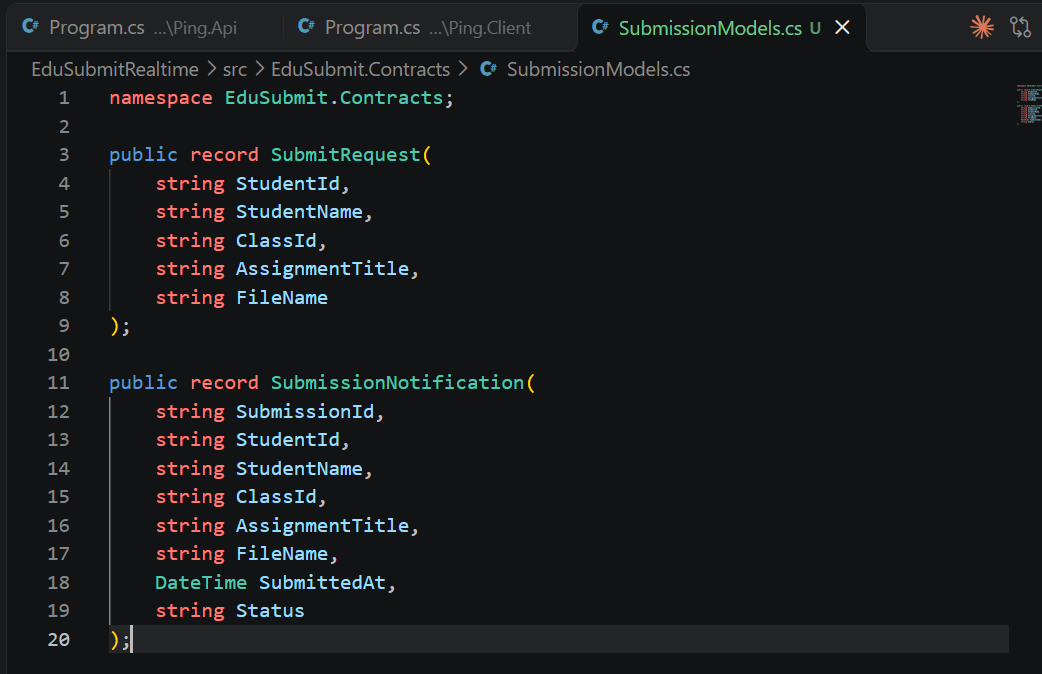 C# Program.cs ...\Ping.Api C# Program.cs ...\Ping.Client C# SubmissionModels.cs U
EduSubmitRealtime > src > EduSubmit.Contracts > C# SubmissionModels.cs
1 namespace EduSubmit.Contracts;
2
3 public record SubmitRequest(
4     string StudentId,
5     string StudentName,
6     string ClassId,
7     string AssignmentTitle,
8     string FileName
9 );
10
11 public record SubmissionNotification(
12     string SubmissionId,
13     string StudentId,
14     string StudentName,
15     string ClassId,
16     string AssignmentTitle,
17     string FileName,
18     DateTime SubmittedAt,
19     string Status
20 );